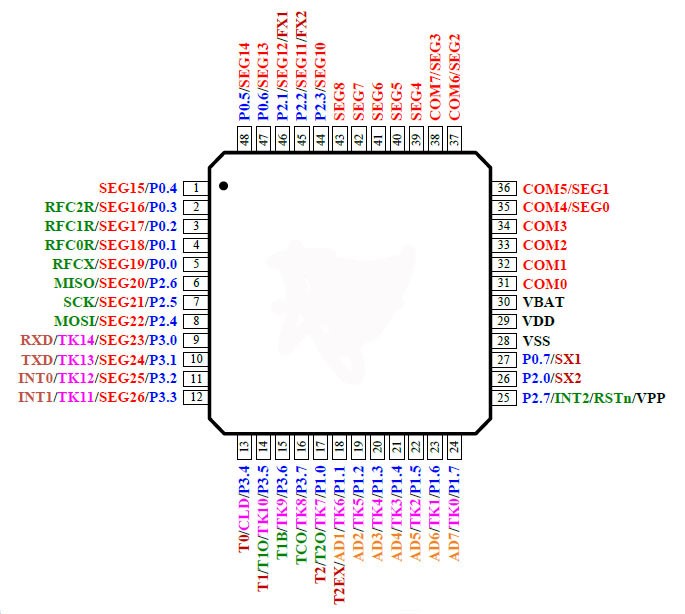 P0.5/SEG14
P0.6/SEG13
P2.1/SEG12/FX1
P2.2/SEG11/FX2
P2.3/SEG10
SEG8
SEG7
SEG6
SEG5
SEG4
COM7/SEG3
COM6/SEG2
48
47
46
45
44
43
42
41
40
39
38
37
SEG15/P0.4 1
RFC2R/SEG16/P0.3 2
RFC1R/SEG17/P0.2 3
RFC0R/SEG18/P0.1 4
RFCX/SEG19/P0.0 5
MISO/SEG20/P2.6 6
SCK/SEG21/P2.5 7
MOSI/SEG22/P2.4 8
RXD/TK14/SEG23/P3.0 9
TXD/TK13/SEG24/P3.1 10
INT0/TK12/SEG25/P3.2 11
INT1/TK11/SEG26/P3.3 12
36 COM5/SEG1
35 COM4/SEG0
34 COM3
33 COM2
32 COM1
31 COM0
30 VBAT
29 VDD
28 VSS
27 P0.7/SX1
26 P2.0/SX2
25 P2.7/INT2/RSTn/VPP
13
14
15
16
17
18
19
20
21
22
23
24
T0/CLD/P3.4
T1/T1O/TK10/P3.5
T1B/TK9/P3.6
TCO/TK8/P3.7
T2/T2O/TK7/P1.0
T2EX/AD1/TK6/P1.1
AD2/TK5/P1.2
AD3/TK4/P1.3
AD4/TK3/P1.4
AD5/TK2/P1.5
AD6/TK1/P1.6
AD7/TK0/P1.7